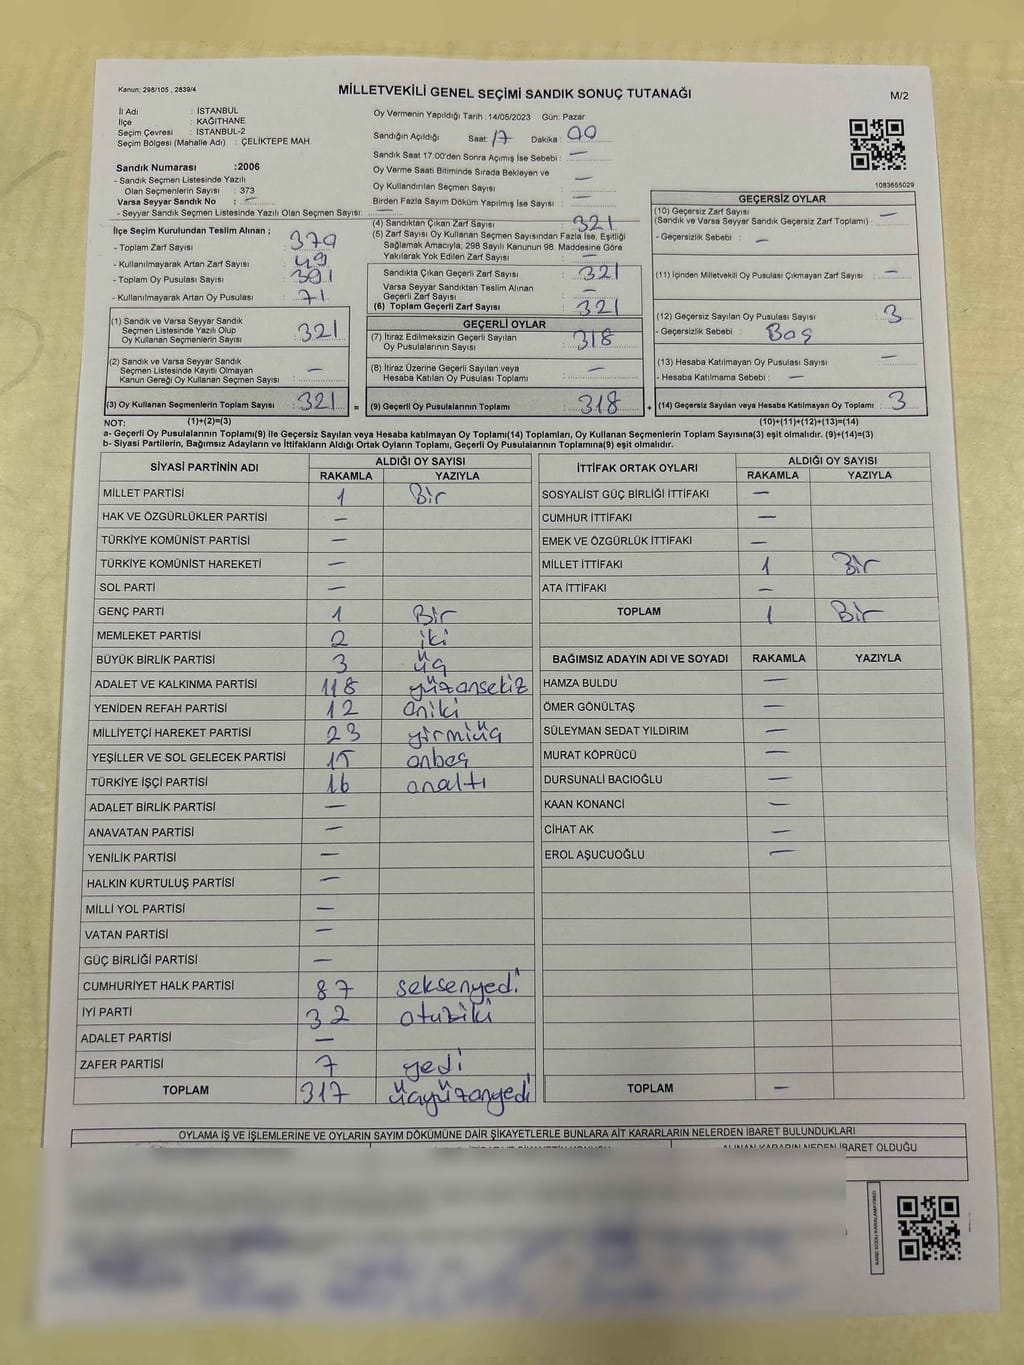 Kanun; 298/105 , 2839/4
MİLLETVEKİLİ GENEL SEÇİMİ SANDIK SONUÇ TUTANAĞI
M/2
İl Adı : İSTANBUL
İlçe : KAĞITHANE
Seçim Çevresi : İSTANBUL-2
Seçim Bölgesi (Mahalle Adı) : ÇELİKTEPE MAH.
Sandık Numarası :2006
- Sandık Seçmen Listesinde Yazılı
Olan Seçmenlerin Sayısı : 373
Varsa Seyyar Sandık No : —
- Seyyar Sandık Seçmen Listesinde Yazılı Olan Seçmen Sayısı: —
İlçe Seçim Kurulundan Teslim Alınan ;
- Toplam Zarf Sayısı : 379
- Kullanılmayarak Artan Zarf Sayısı :
- Toplam Oy Pusulası : 391
- Kullanılmayarak Artan Oy Pusulası : 71
(1) Sandık ve Varsa Seyyar Sandık
Seçmen Listesinde Yazılı Olup
Oy Kullanan Seçmenlerin Sayısı : 321
(2) Sandık ve Varsa Seyyar Sandık
Seçmen Listesinde Kayıtlı Olmayan
Kanun Gereği Oy Kullanan Seçmen Sayısı : —
(3) Oy Kullanan Seçmenlerin Toplam Sayısı : 321 =
Oy Vermenin Yapıldığı Tarih : 14/05/2023 Gün: Pazar
Sandığın Açıldığı Saat: 17 Dakika : 00
Sandık Saat 17.00'den Sonra Açımış İse Sebebi : —
Oy Verme Saati Bitiminde Sırada Bekleyen ve
Oy Kullandırılan Seçmen Sayısı : —
Birden Fazla Sayım Döküm Yapılmış İse Sayısı : —
(4) Sandıktan Çıkan Zarf Sayısı : 321
(5) Zarf Sayısı Oy Kullanan Seçmen Sayısından Fazla İse, Eşitliği
Sağlamak Amacıyla; 298 Sayılı Kanunun 98. Maddesine Göre
Yakılarak Yok Edilen Zarf Sayısı : —
Sandıkta Çıkan Geçerli Zarf Sayısı : 321
Varsa Seyyar Sandıktan Teslim Alınan
Geçerli Zarf Sayısı : —
(6) Toplam Geçerli Zarf Sayısı : 321
GEÇERLİ OYLAR
(7) İtiraz Edilmeksizin Geçerli Sayılan
Oy Pusulalarının Sayısı : 318
(8) İtiraz Üzerine Geçerli Sayılan veya
Hesaba Katılan Oy Pusulası Toplamı : —
(9) Geçerli Oy Pusulalarının Toplamı : 318 +
1083655029
GEÇERSİZ OYLAR
(10) Geçersiz Zarf Sayısı : —
(Sandık ve Varsa Seyyar Sandık Geçersiz Zarf Toplamı)
- Geçersizlik Sebebi : —
(11) İçinden Milletvekili Oy Pusulası Çıkmayan Zarf Sayısı : —
(12) Geçersiz Sayılan Oy Pusulası Sayısı : 3
- Geçersizlik Sebebi : Boş
(13) Hesaba Katılmayan Oy Pusulası Sayısı : —
- Hesaba Katılmama Sebebi : —
(14) Geçersiz Sayılan veya Hesaba Katılmayan Oy Toplamı : 3
NOT: (1)+(2)=(3) (10)+(11)+(12)+(13)=(14)
a- Geçerli Oy Pusulalarının Toplamı(9) ile Geçersiz Sayılan veya Hesaba katılmayan Oy Toplamı(14) Toplamları, Oy Kullanan Seçmenlerin Toplam Sayısına(3) eşit olmalıdır. (9)+(14)=(3)
b- Siyasi Partilerin, Bağımsız Adayların ve İttifakların Aldığı Ortak Oyların Toplamı, Geçerli Oy Pusulalarının Toplamına(9) eşit olmalıdır.
SİYASİ PARTİNİN ADI ALDIĞI OY SAYISI
RAKAMLA YAZIYLA
MİLLET PARTİSİ 1 Bir
HAK VE ÖZGÜRLÜKLER PARTİSİ —
TÜRKİYE KOMÜNİST PARTİSİ —
TÜRKİYE KOMÜNİST HAREKETİ —
SOL PARTİ —
GENÇ PARTİ 1 Bir
MEMLEKET PARTİSİ 2 iki
BÜYÜK BİRLİK PARTİSİ 3 üç
ADALET VE KALKINMA PARTİSİ 118 yüzonsekiz
YENİDEN REFAH PARTİSİ 12 oniki
MİLLİYETÇİ HAREKET PARTİSİ 23 yirmiüç
YEŞİLLER VE SOL GELECEK PARTİSİ 15 onbeş
TÜRKİYE İŞÇİ PARTİSİ 16 onaltı
ADALET BİRLİK PARTİSİ —
ANAVATAN PARTİSİ —
YENİLİK PARTİSİ —
HALKIN KURTULUŞ PARTİSİ —
MİLLİ YOL PARTİSİ —
VATAN PARTİSİ —
GÜÇ BİRLİĞİ PARTİSİ —
CUMHURİYET HALK PARTİSİ 87 seksenyedi
İYİ PARTİ 32 otuziki
ADALET PARTİSİ —
ZAFER PARTİSİ 7 yedi
TOPLAM 317 üçyüzonyedi
İTTİFAK ORTAK OYLARI ALDIĞI OY SAYISI
RAKAMLA YAZIYLA
SOSYALİST GÜÇ BİRLİĞİ İTTİFAKI —
CUMHUR İTTİFAKI —
EMEK VE ÖZGÜRLÜK İTTİFAKI —
MİLLET İTTİFAKI 1 Bir
ATA İTTİFAKI —
TOPLAM 1 Bir
BAĞIMSIZ ADAYIN ADI VE SOYADI RAKAMLA YAZIYLA
HAMZA BULDU —
ÖMER GÖNÜLTAŞ —
SÜLEYMAN SEDAT YILDIRIM —
MURAT KÖPRÜCÜ —
DURSUNALİ BACIOĞLU —
KAAN KONANCİ —
CİHAT AK —
EROL AŞUCUOĞLU —
TOPLAM —
OYLAMA İŞ VE İŞLEMLERİNE VE OYLARIN SAYIM DÖKÜMÜNE DAİR ŞİKAYETLERLE BUNLARA AİT KARARLARIN NELERDEN İBARET BULUNDUKLARI
ALINAN KARARIN NEDEN İBARET OLDUĞU
KARE KODU KARALAMAYINIZ!